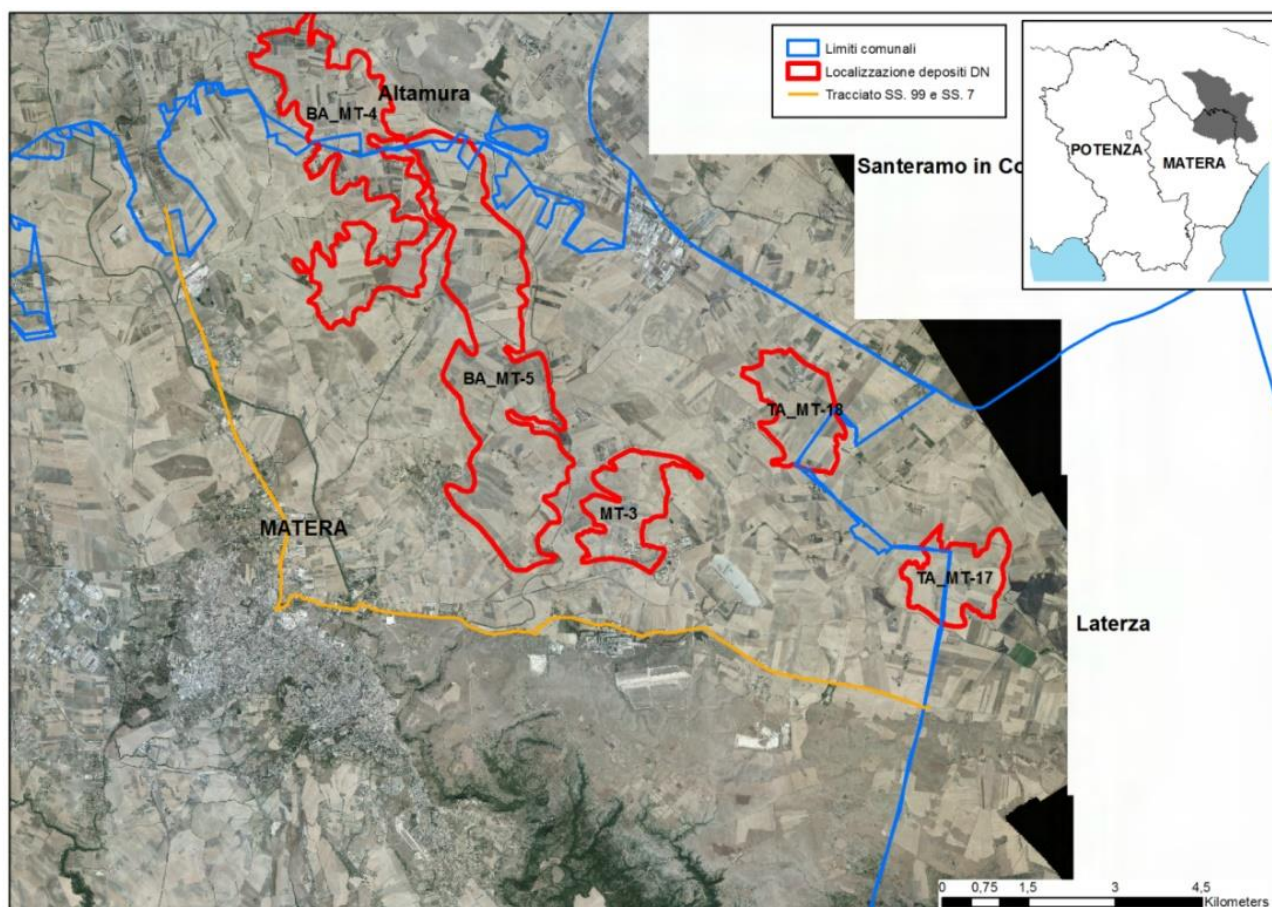 Limiti comunali
Localizzazione depositi DN
Tracciato SS. 99 e SS. 7
POTENZA
MATERA
Altamura
BA_MT-4
Santeramo in Co
BA_MT-5
TA_MT-18
MT-3
MATERA
TA_MT-17
Laterza
0 0,75 1,5 3 4,5
Kilometers